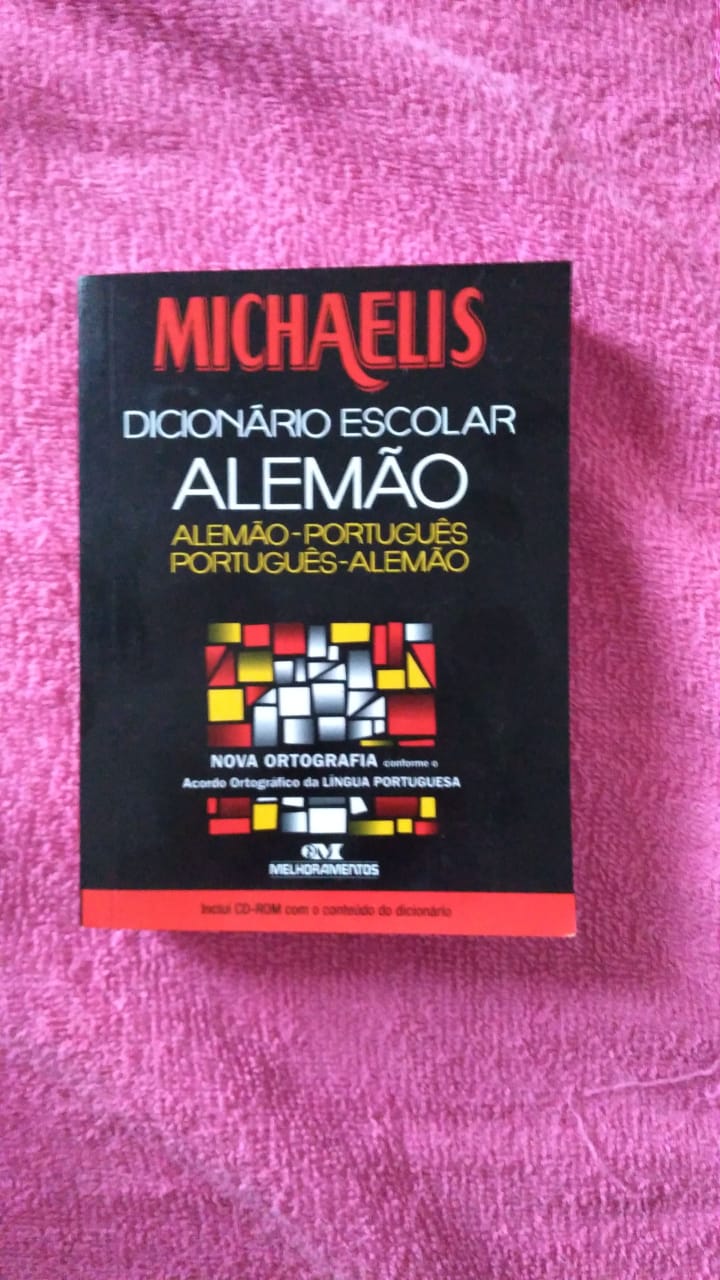 MICHAELIS
DICIONÁRIO ESCOLAR
ALEMÃO
ALEMÃO-PORTUGUÊS
PORTUGUÊS-ALEMÃO
NOVA ORTOGRAFIA conforme o
Acordo Ortográfico da LÍNGUA PORTUGUESA
M
MELHORAMENTOS
Inclui CD-ROM com o conteúdo do dicionário